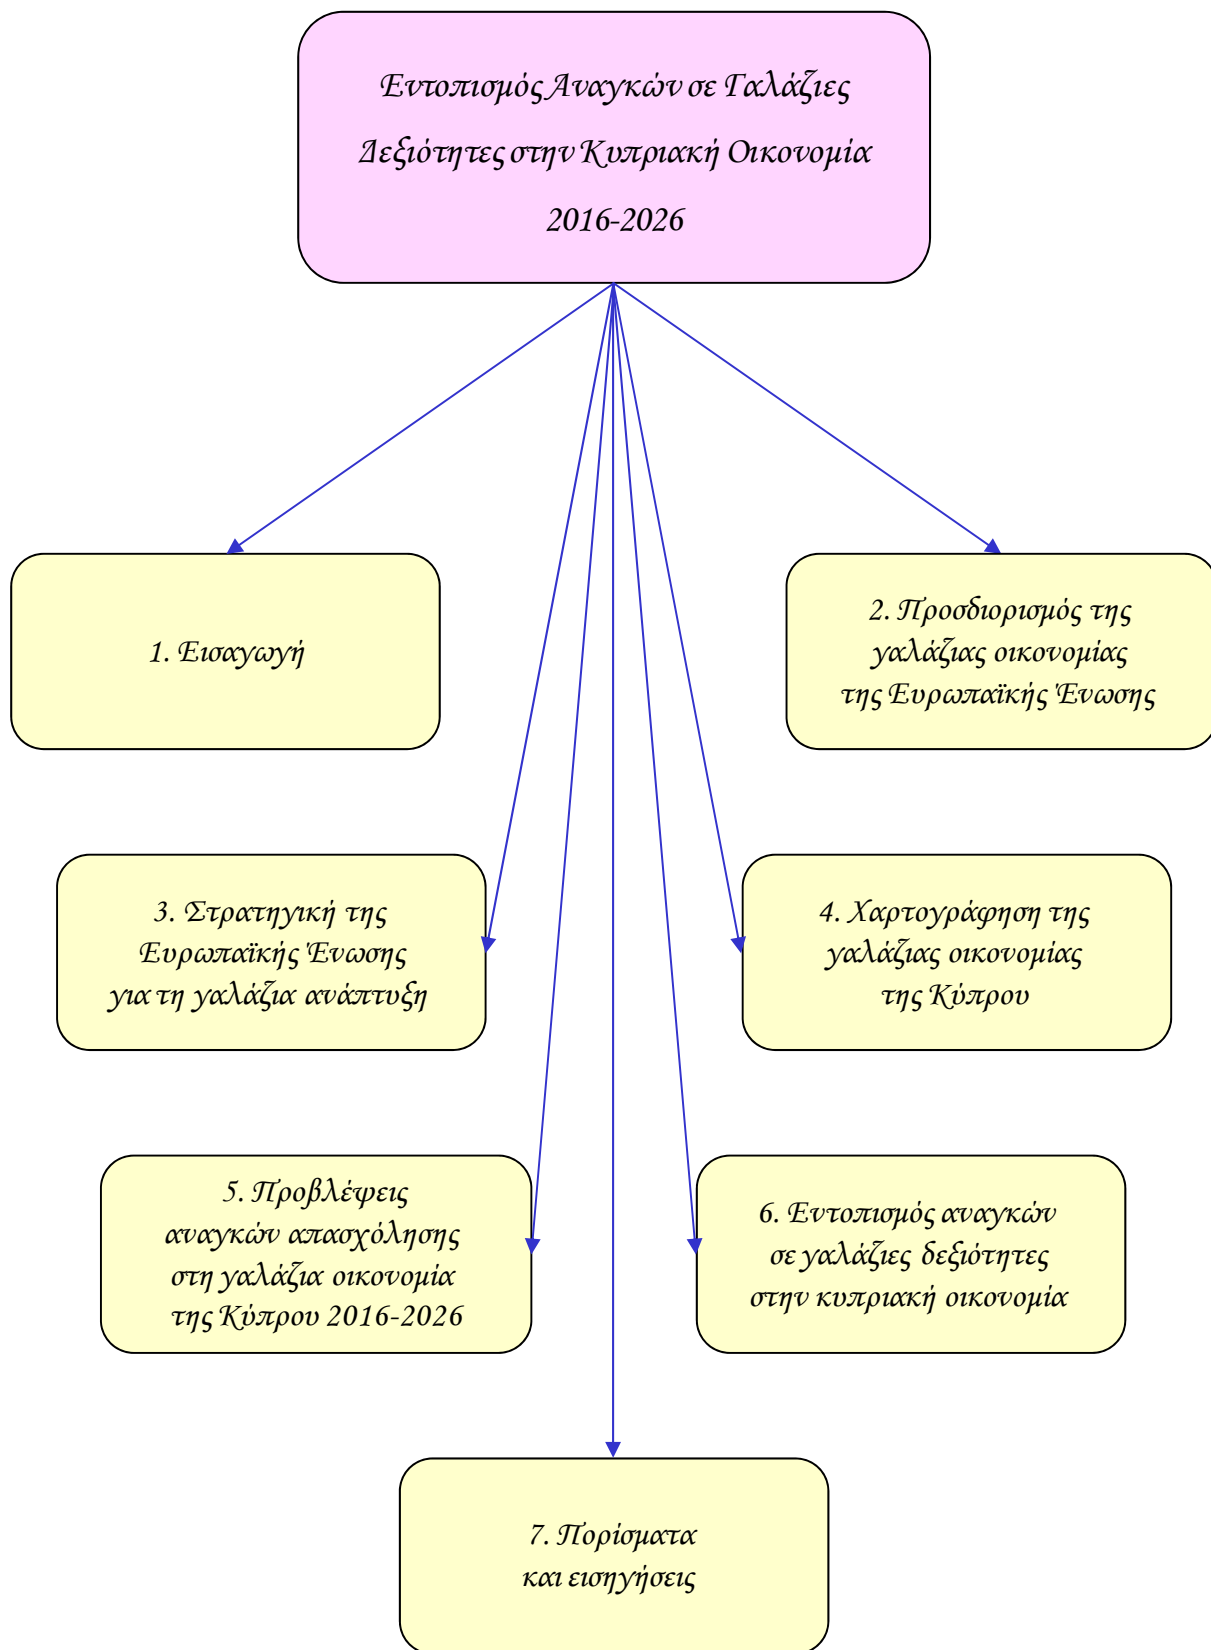 Εντοπισμός Αναγκών σε Γαλάζιες
Δεξιότητες στην Κυπριακή Οικονομία
2016-2026
1. Εισαγωγή
2. Προσδιορισμός της
γαλάζιας οικονομίας
της Ευρωπαϊκής Ένωσης
3. Στρατηγική της
Ευρωπαϊκής Ένωσης
για τη γαλάζια ανάπτυξη
4. Χαρτογράφηση της
γαλάζιας οικονομίας
της Κύπρου
5. Προβλέψεις
αναγκών απασχόλησης
στη γαλάζια οικονομία
της Κύπρου 2016-2026
6. Εντοπισμός αναγκών
σε γαλάζιες δεξιότητες
στην κυπριακή οικονομία
7. Πορίσματα
και εισηγήσεις